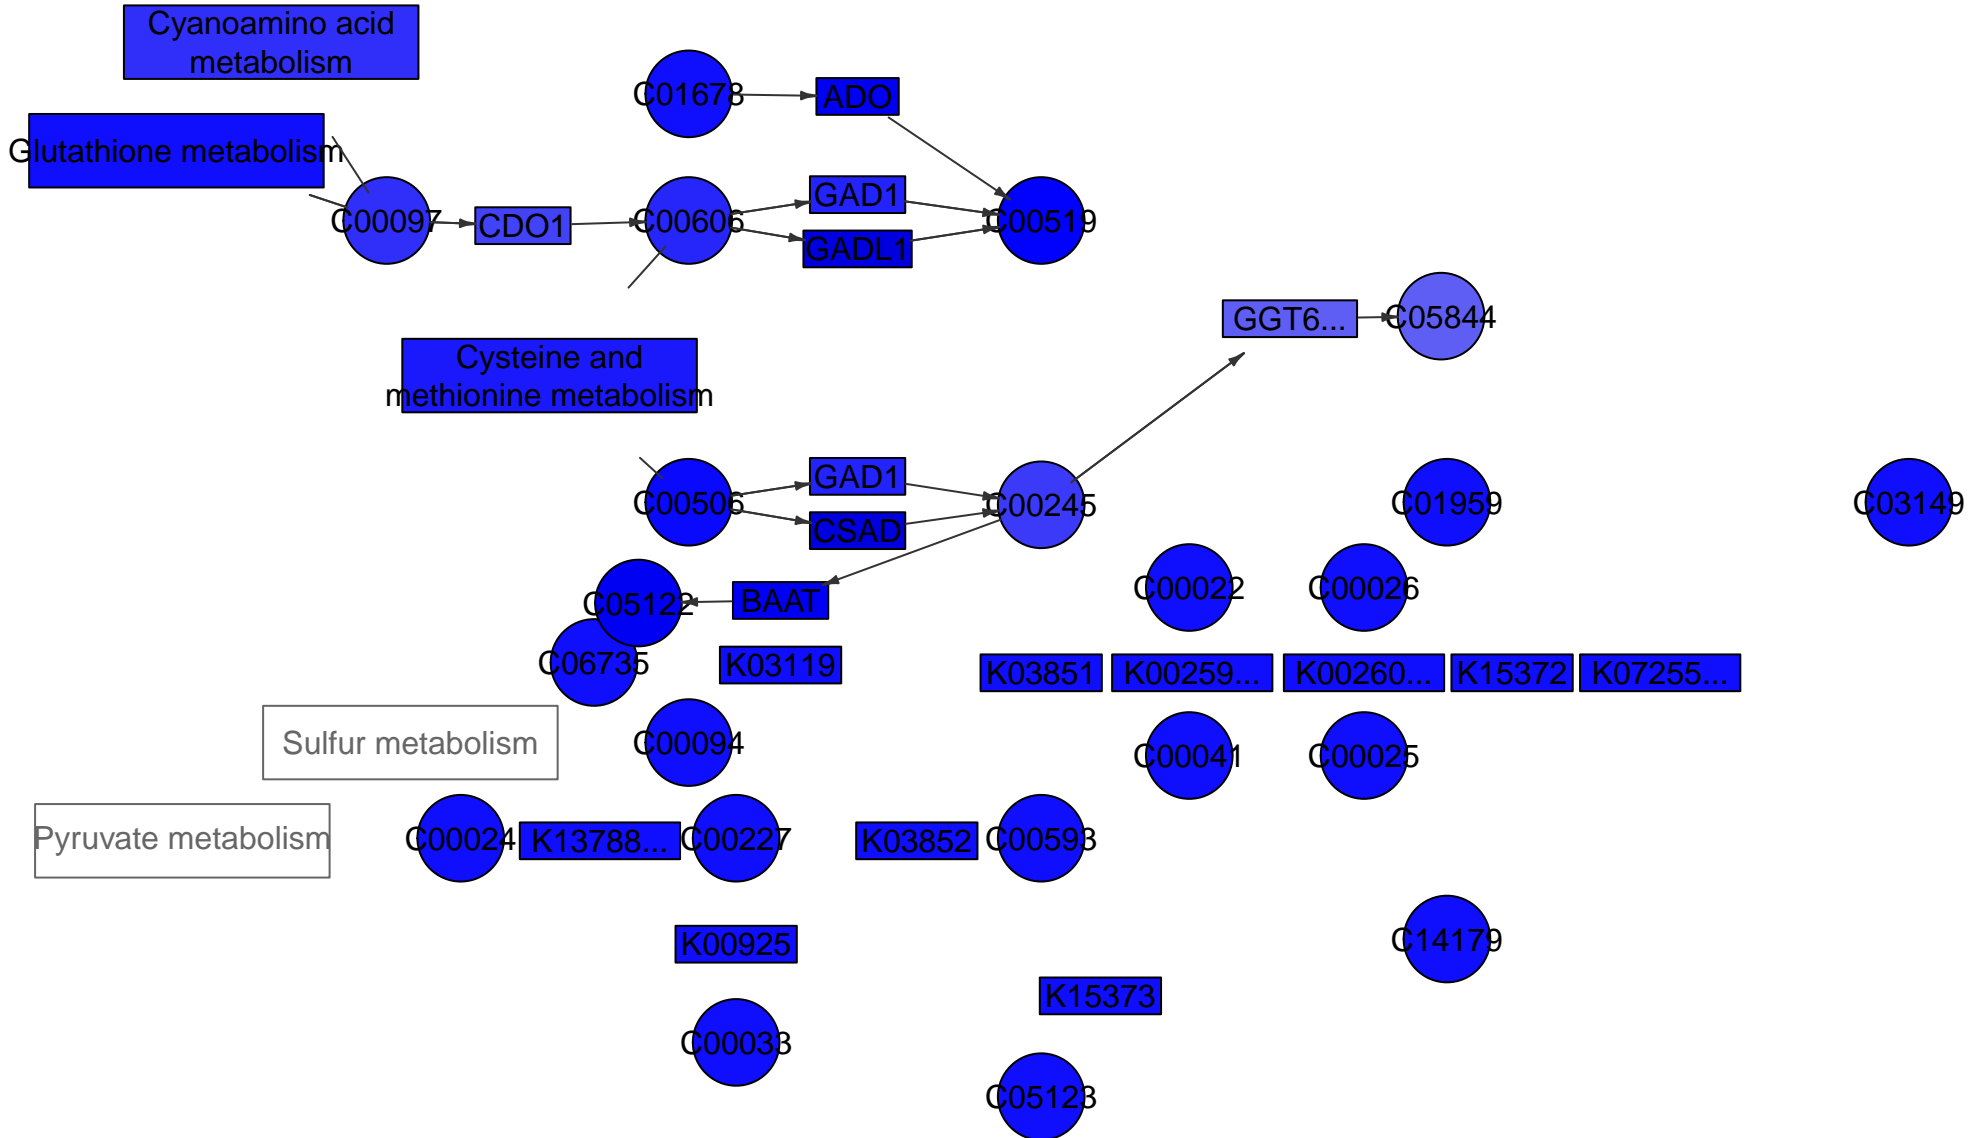 Cyanoamino acid
metabolism
C01678
ADO
Glutathione metabolism
C00097
CDO1
C00606
GAD1
GADL1
C00519
GGT6...
C05844
Cysteine and
methionine metabolism
C00506
GAD1
CSAD
C00245
C01959
C03149
C05122
BAAT
C00022
C00026
C06735
K03119
K03851
K00259...
K00260...
K15372
K07255...
Sulfur metabolism
C00094
C00041
C00025
Pyruvate metabolism
C00024
K13788...
C00227
K03852
C00593
K00925
C14179
K15373
C00033
C05123